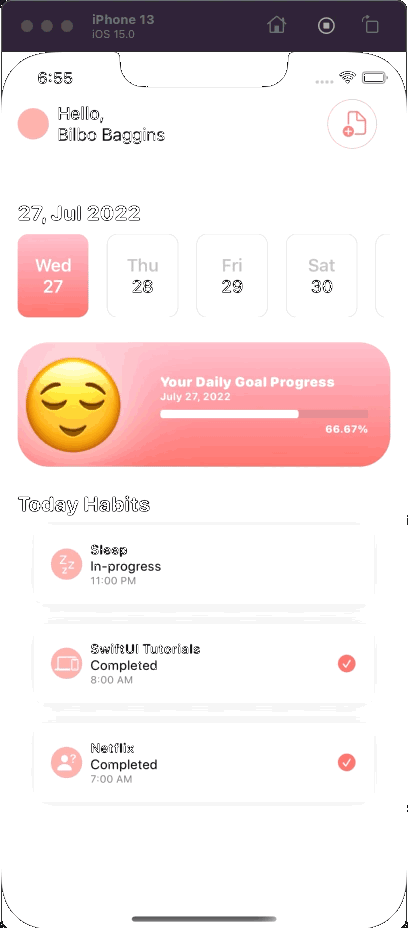 iPhone 13
iOS 15.0
6:55
Hello,
Bilbo Baggins
27, Jul 2022
Wed
27
Thu
28
Fri
29
Sat
30
Your Daily Goal Progress
July 27, 2022
66.67%
Today Habits
Sleep
In-progress
11:00 PM
SwiftUI Tutorials
Completed
8:00 AM
Netflix
Completed
7:00 AM